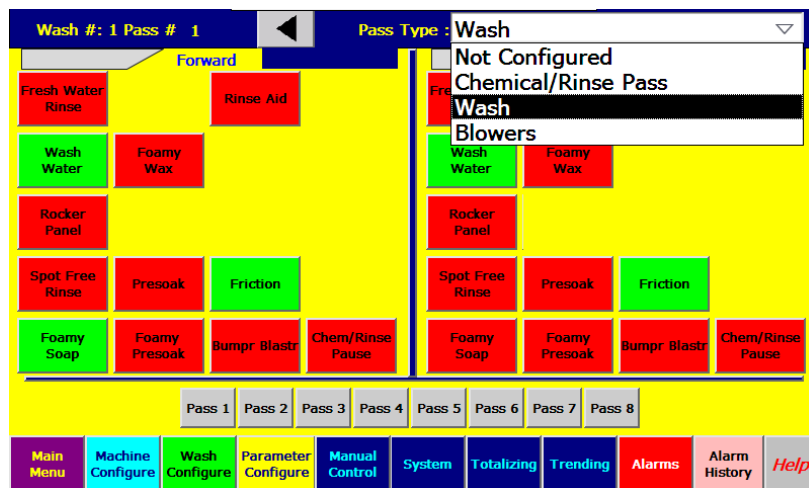 Wash #: 1 Pass # 1
Pass Type : Wash
Not Configured
Chemical/Rinse Pass
Wash
Blowers
Forward
Fresh Water
Rinse
Rinse Aid
Fre
Wash
Water
Foamy
Wax
Wash
Water
Foamy
Wax
Rocker
Panel
Rocker
Panel
Spot Free
Rinse
Presoak
Friction
Spot Free
Rinse
Presoak
Friction
Foamy
Soap
Foamy
Presoak
Bumpr Blastr
Chem/Rinse
Pause
Foamy
Soap
Foamy
Presoak
Bumpr Blastr
Chem/Rinse
Pause
Pass 1 Pass 2 Pass 3 Pass 4 Pass 5 Pass 6 Pass 7 Pass 8
Main
Menu
Machine
Configure
Wash
Configure
Parameter
Configure
Manual
Control
System
Totalizing
Trending
Alarms
Alarm
History
Help